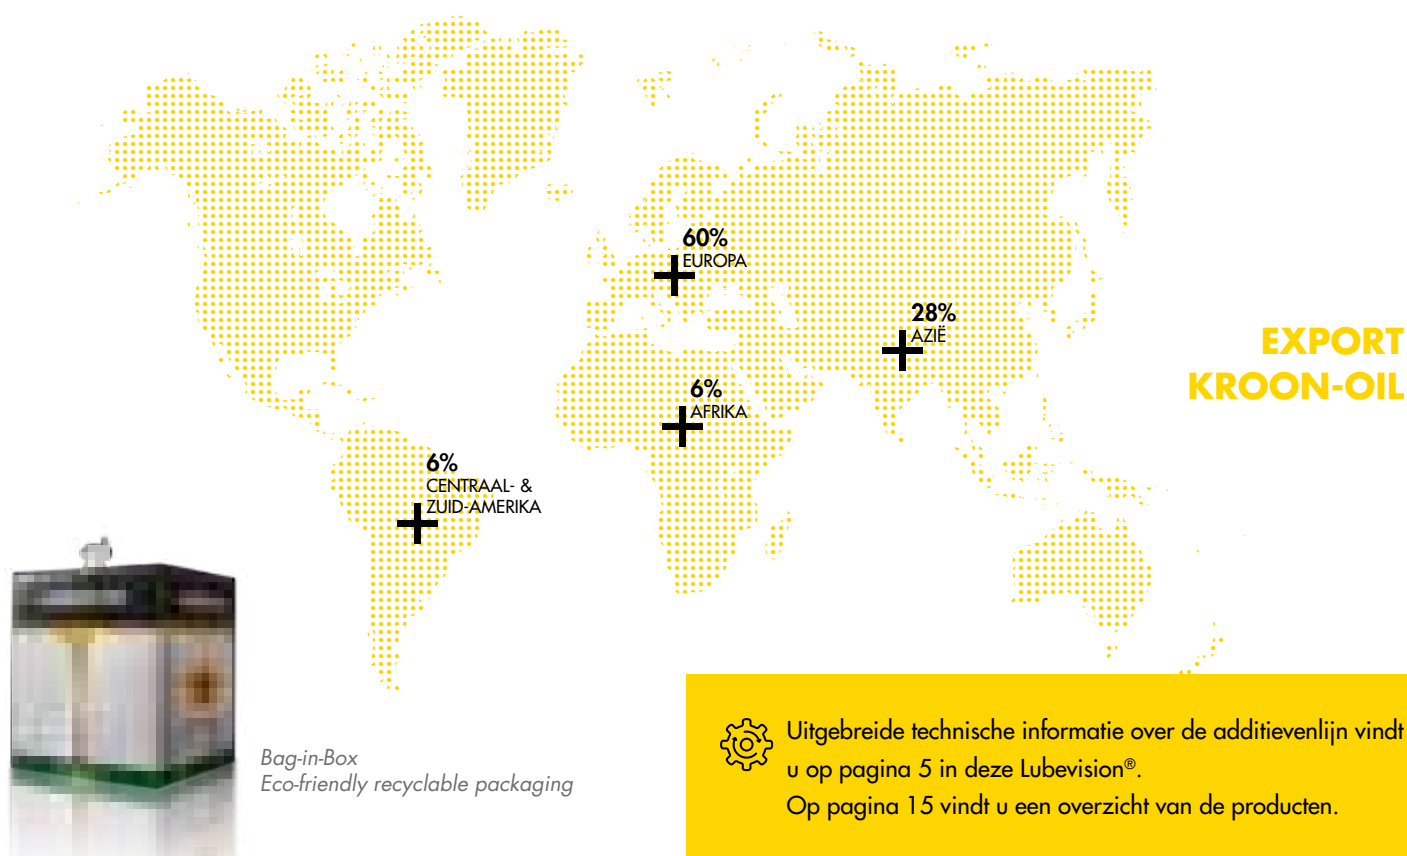 60%
EUROPA
28%
AZIË
EXPORT
KROON-OIL
6%
AFRIKA
6%
CENTRAAL- &
ZUID-AMERIKA
Bag-in-Box
Eco-friendly recyclable packaging
Uitgebreide technische informatie over de additievenlijn vindt
u op pagina 5 in deze Lubevision®.
Op pagina 15 vindt u een overzicht van de producten.